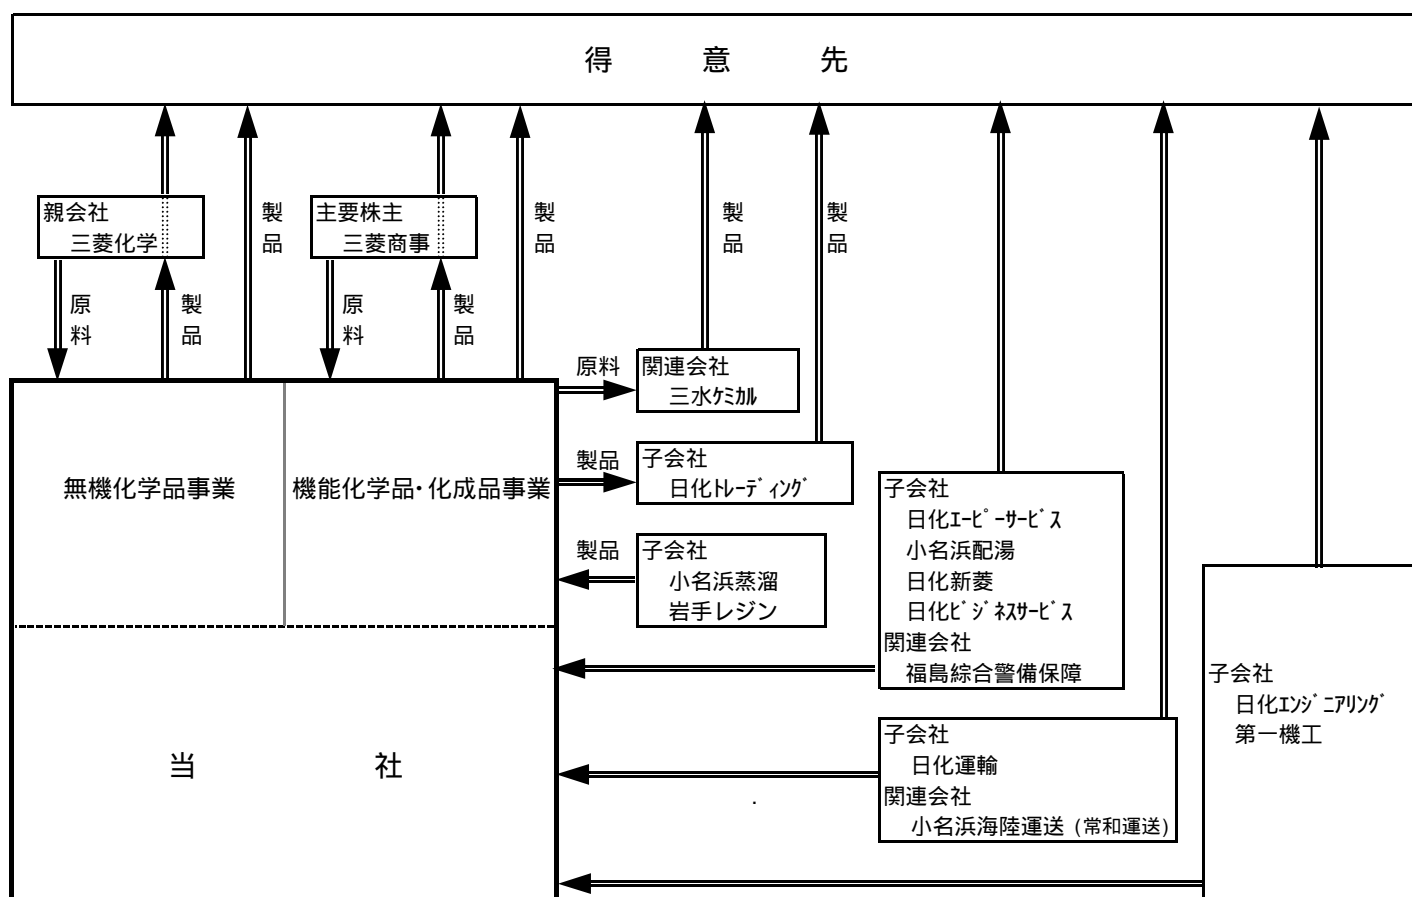 得 意 先
親会社
三菱化学
製品
主要株主
三菱商事
製品
製品
製品
原料
製品
原料
製品
原料
関連会社
三水ｹﾐｶﾙ
製品
子会社
日化ﾄﾚｰﾃﾞｨﾝｸﾞ
無機化学品事業
機能化学品・化成品事業
製品
子会社
小名浜蒸溜
岩手レジン
子会社
日化ｴｰﾋﾟｰｻｰﾋﾞｽ
小名浜配湯
日化新菱
日化ﾋﾞｼﾞﾈｽｻｰﾋﾞｽ
関連会社
福島綜合警備保障
子会社
日化ｴﾝｼﾞﾆｱﾘﾝｸﾞ
第一機工
当 社
子会社
日化運輸
関連会社
小名浜海陸運送 (常和運送)